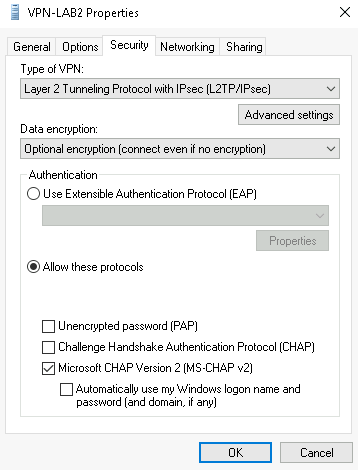 VPN-LAB2 Properties
General Options Security Networking Sharing
Type of VPN:
Layer 2 Tunneling Protocol with IPsec (L2TP/IPsec)
Advanced settings
Data encryption:
Optional encryption (connect even if no encryption)
Authentication
Use Extensible Authentication Protocol (EAP)
Properties
Allow these protocols
Unencrypted password (PAP)
Challenge Handshake Authentication Protocol (CHAP)
Microsoft CHAP Version 2 (MS-CHAP v2)
Automatically use my Windows logon name and
password (and domain, if any)
OK Cancel